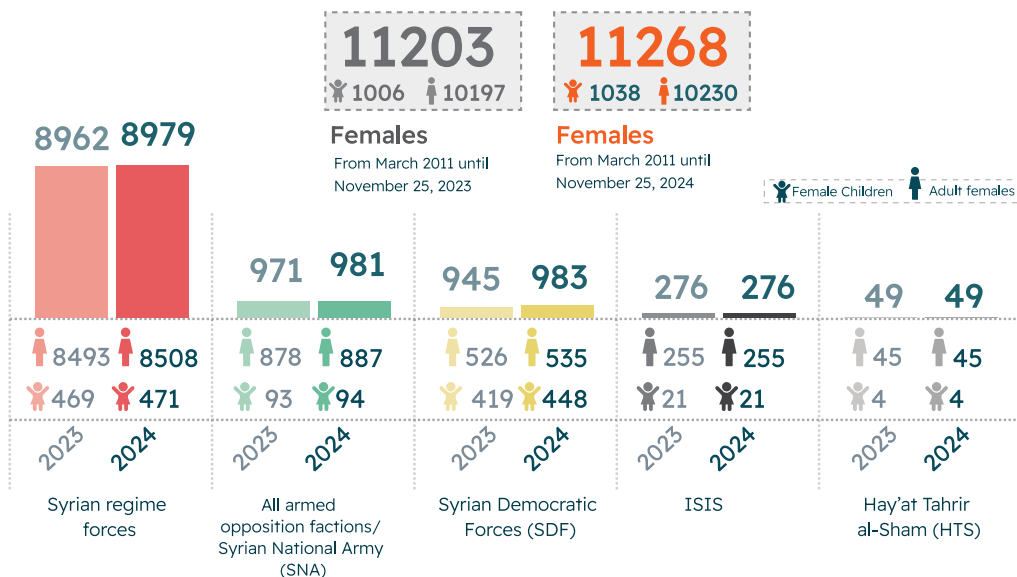 11203
1006 10197
Females
From March 2011 until
November 25, 2023
11268
1038 10230
Females
From March 2011 until
November 25, 2024
Female Children Adult females
8962 8979
8493 8508
469 471
2023 2024
Syrian regime
forces
971 981
878 887
93 94
2023 2024
All armed
opposition factions/
Syrian National Army
(SNA)
945 983
526 535
419 448
2023 2024
Syrian Democratic
Forces (SDF)
276 276
255 255
21 21
2023 2024
ISIS
49 49
45 45
4 4
2023 2024
Hay'at Tahrir
al-Sham (HTS)